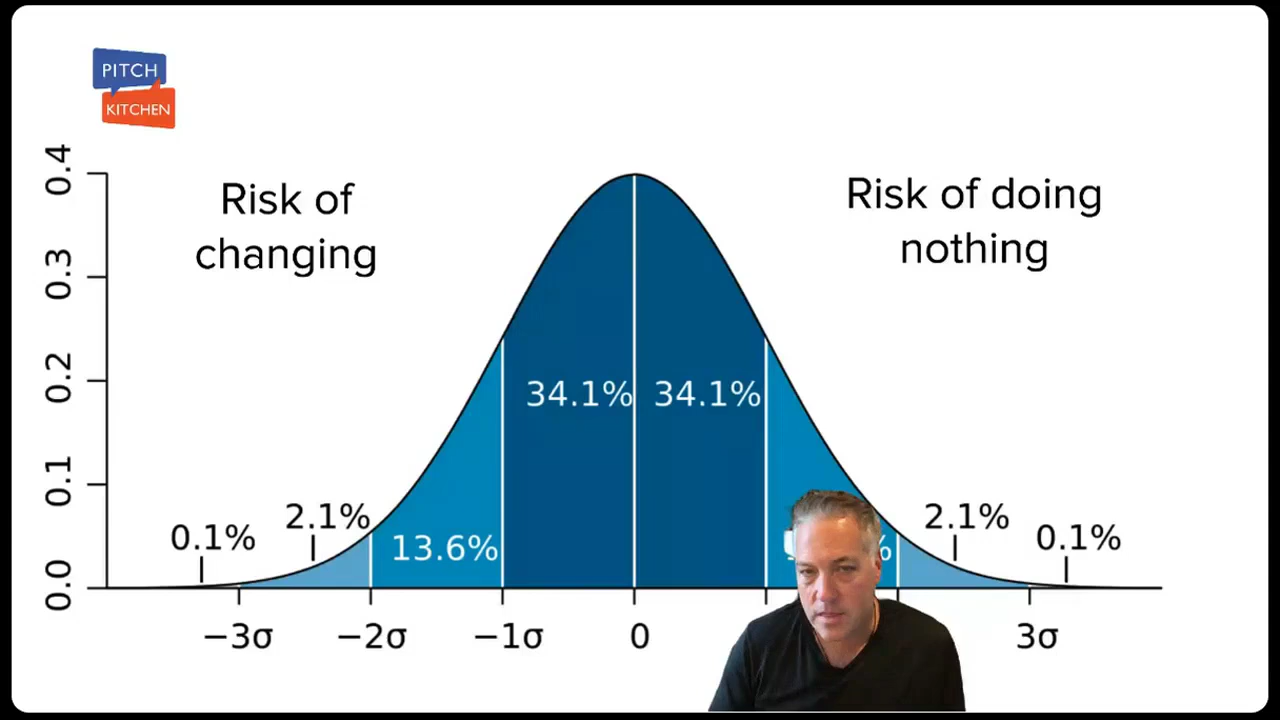 PITCH
KITCHEN
Risk of
changing
Risk of doing
nothing
0.4
0.3
0.2
0.1
0.0
34.1% 34.1%
0.1% 2.1% 13.6% % 2.1% 0.1%
−3σ −2σ −1σ 0 3σ